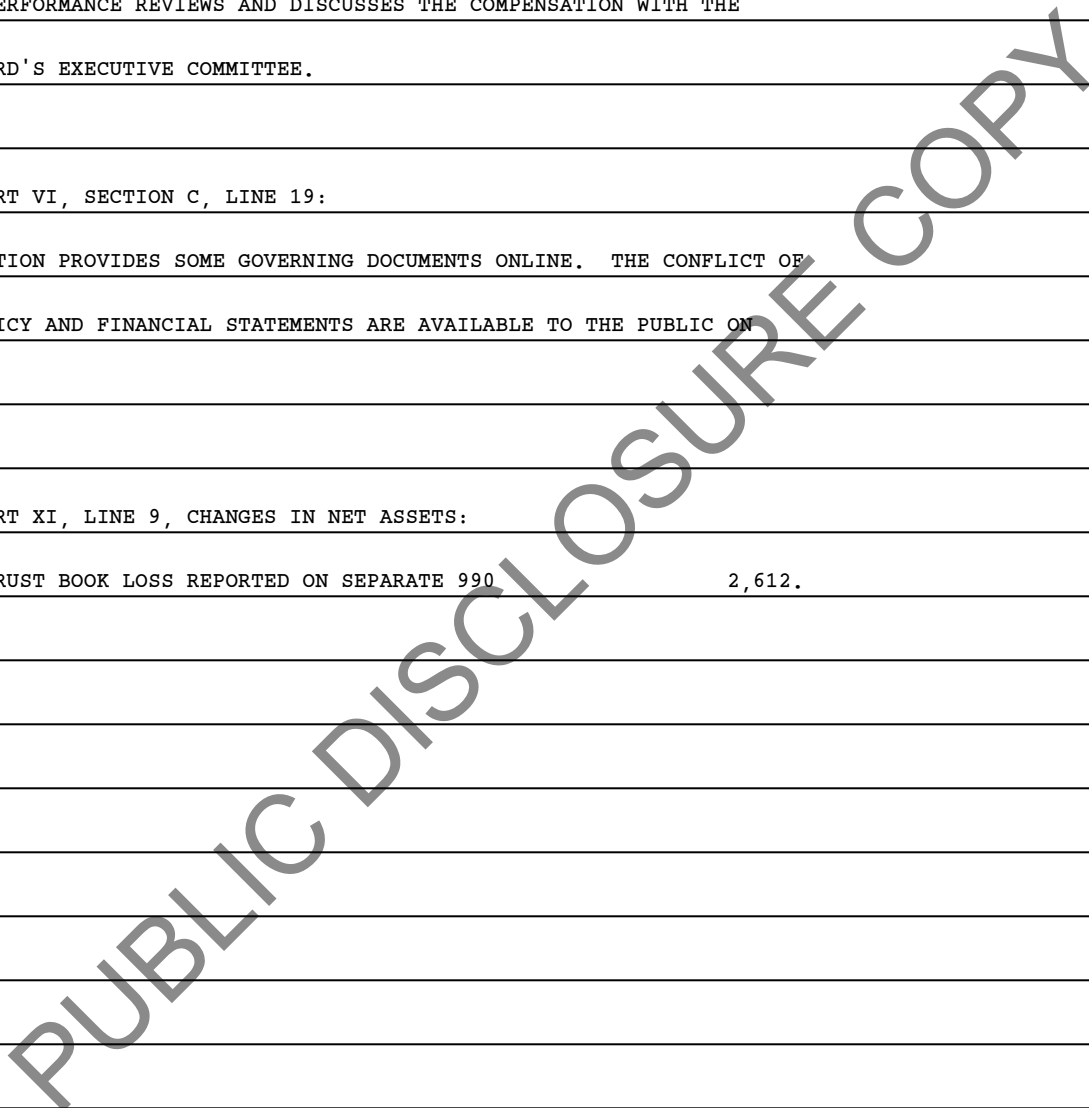 ERFORMANCE REVIEWS AND DISCUSSES THE COMPENSATION WITH THE
RD'S EXECUTIVE COMMITTEE.
RT VI, SECTION C, LINE 19:
TION PROVIDES SOME GOVERNING DOCUMENTS ONLINE. THE CONFLICT OF
ICY AND FINANCIAL STATEMENTS ARE AVAILABLE TO THE PUBLIC ON
RT XI, LINE 9, CHANGES IN NET ASSETS:
RUST BOOK LOSS REPORTED ON SEPARATE 990 2,612.
PUBLIC DISCLOSURE COPY